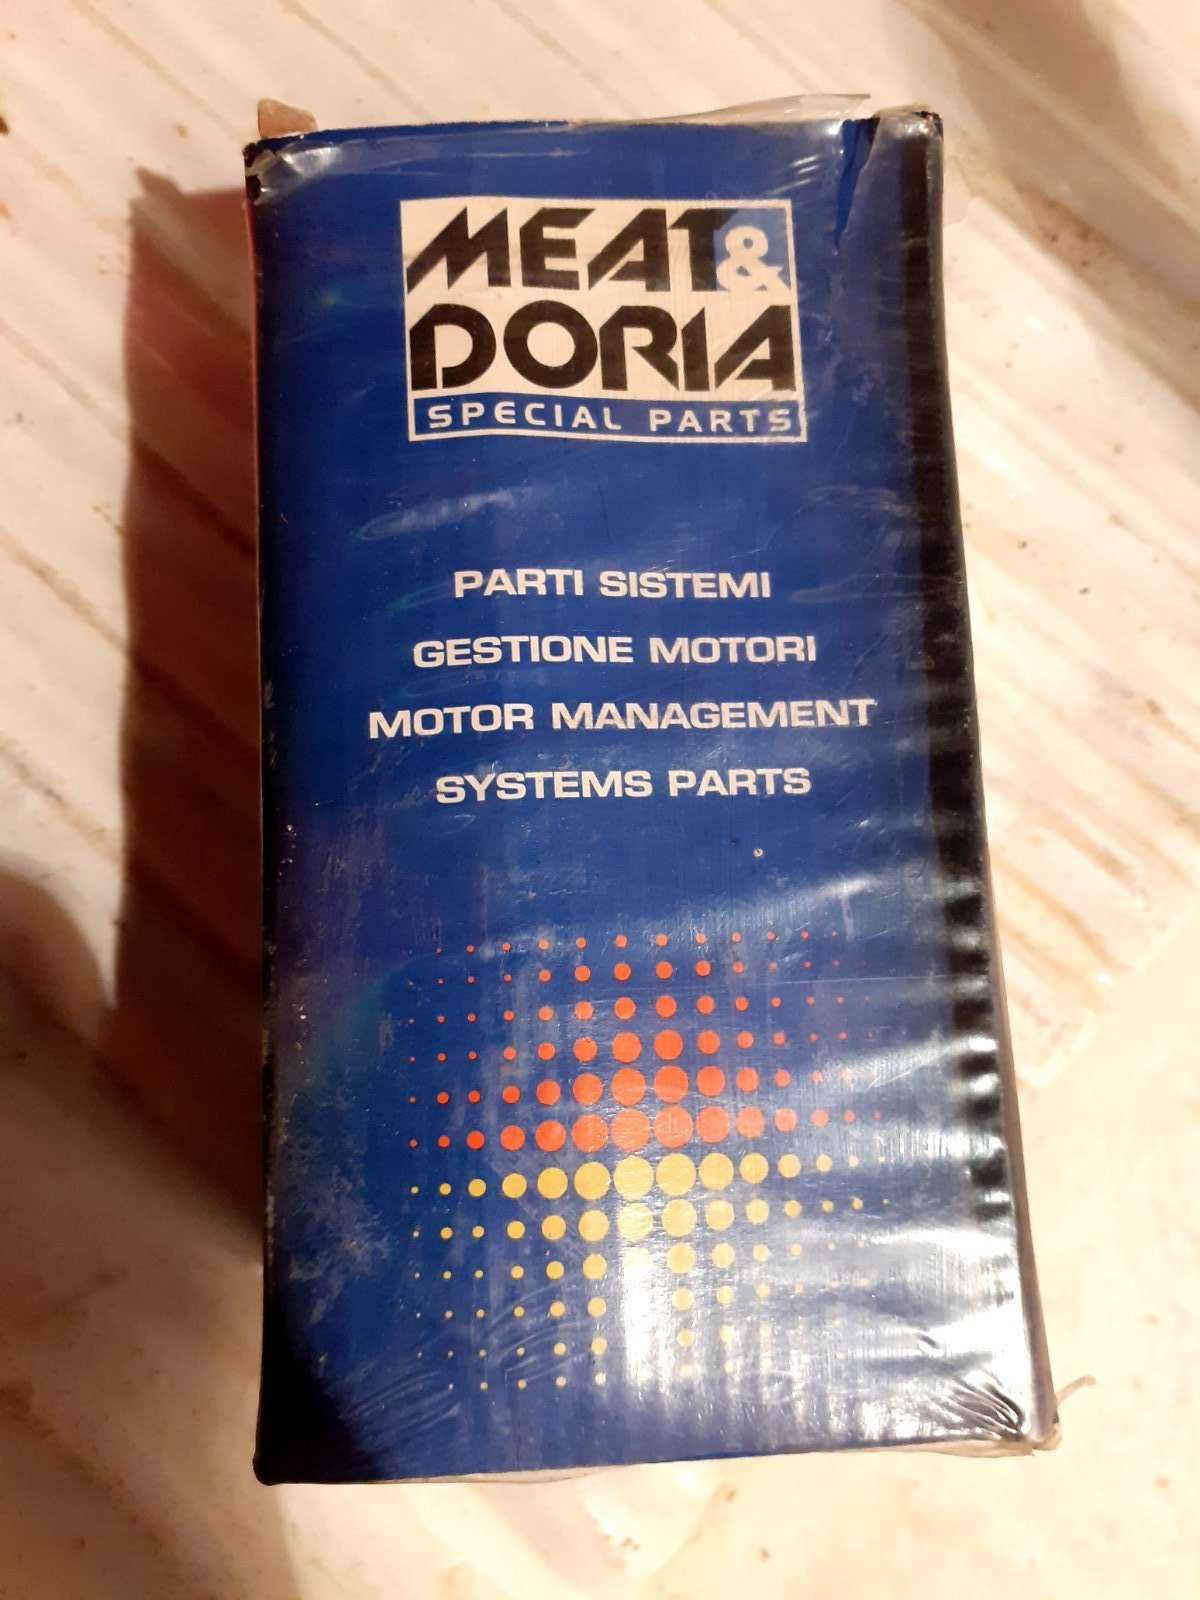 MEAT&
DORIA
SPECIAL PARTS
PARTI SISTEMI
GESTIONE MOTORI
MOTOR MANAGEMENT
SYSTEMS PARTS